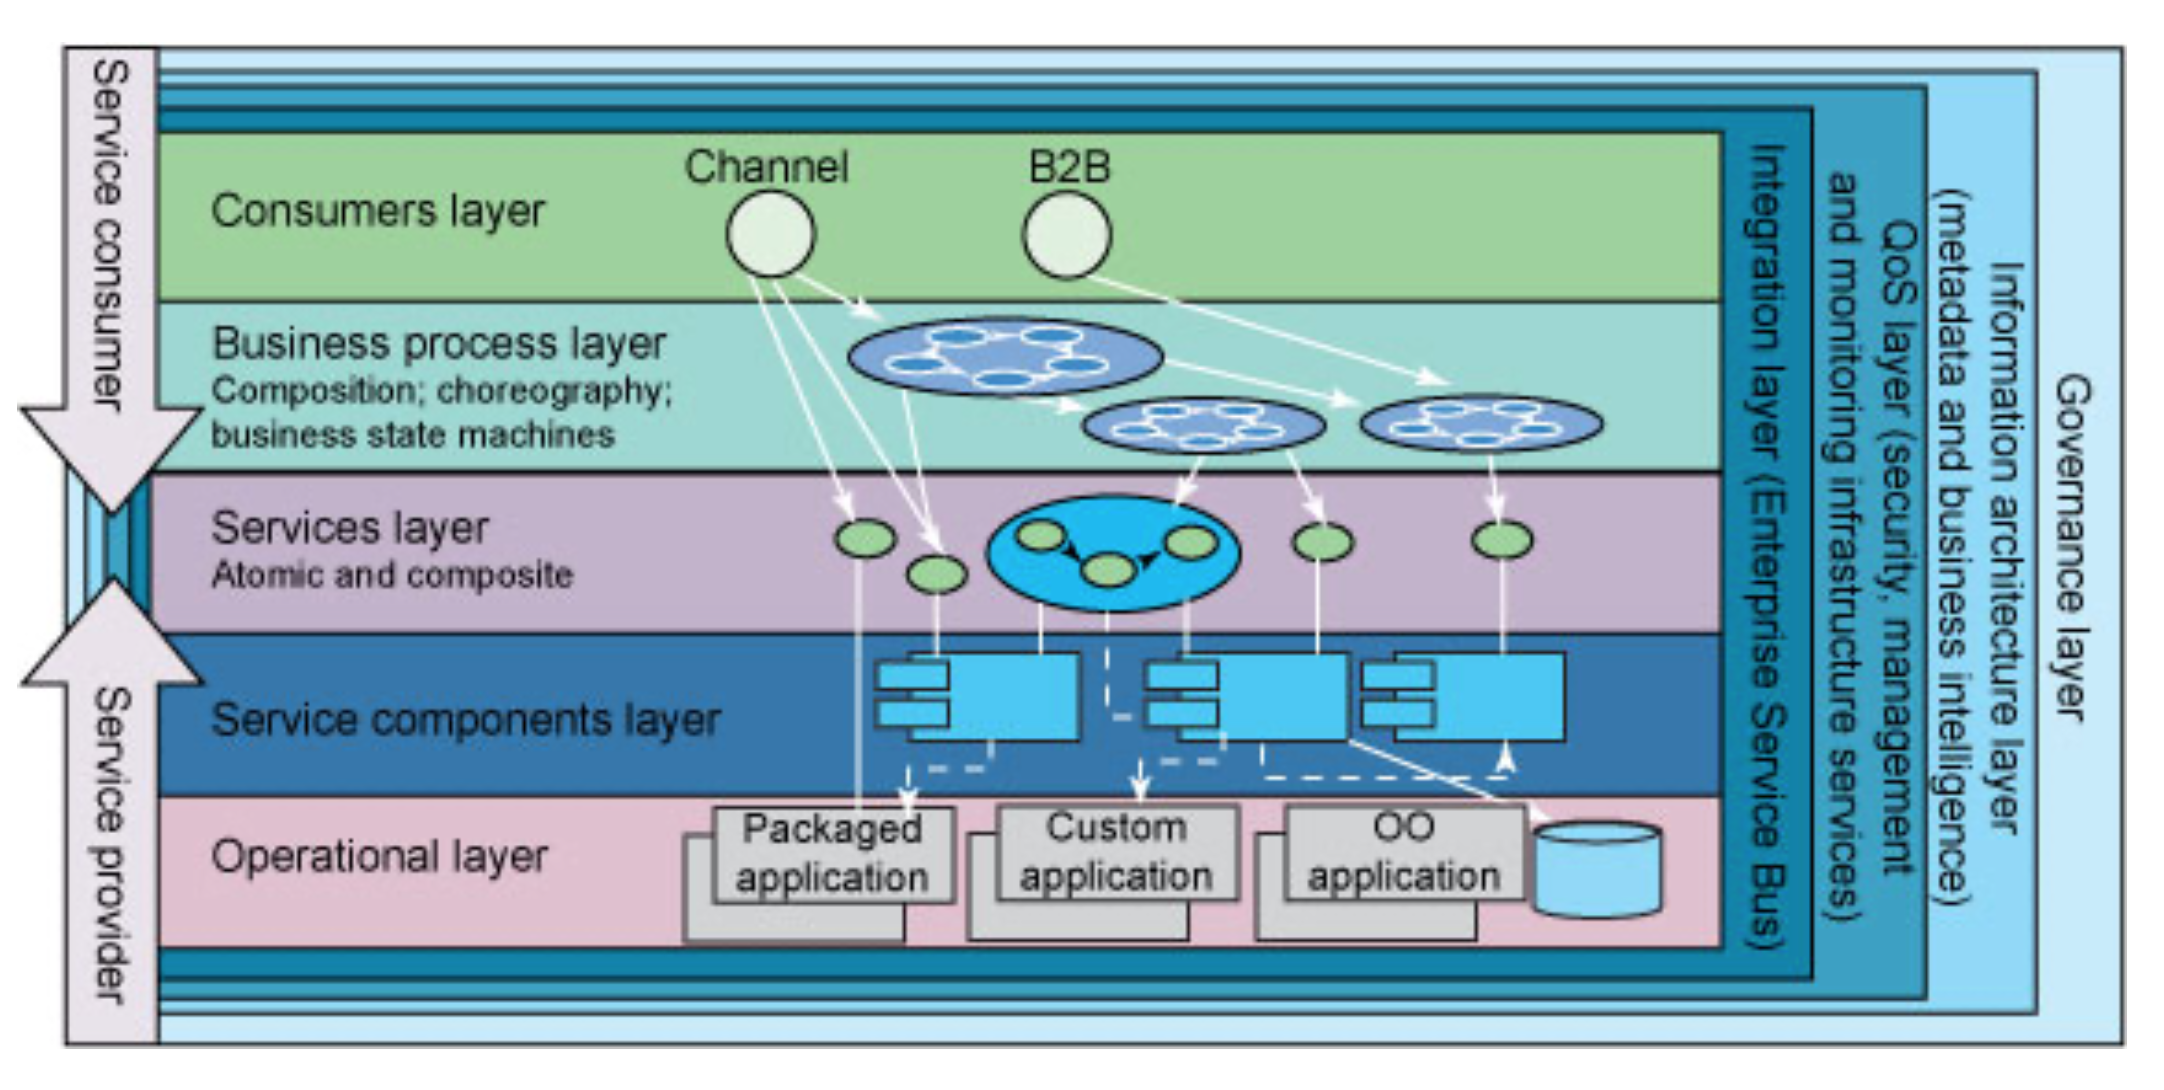 Service consumer
Service provider
Channel
B2B
Consumers layer
Business process layer
Composition; choreography;
business state machines
Services layer
Atomic and composite
Service components layer
Operational layer
Packaged
application
Custom
application
OO
application
Integration layer (Enterprise Service Bus)
QoS layer (security, management
and monitoring infrastructure services)
Information architecture layer
(metadata and business intelligence)
Governance layer